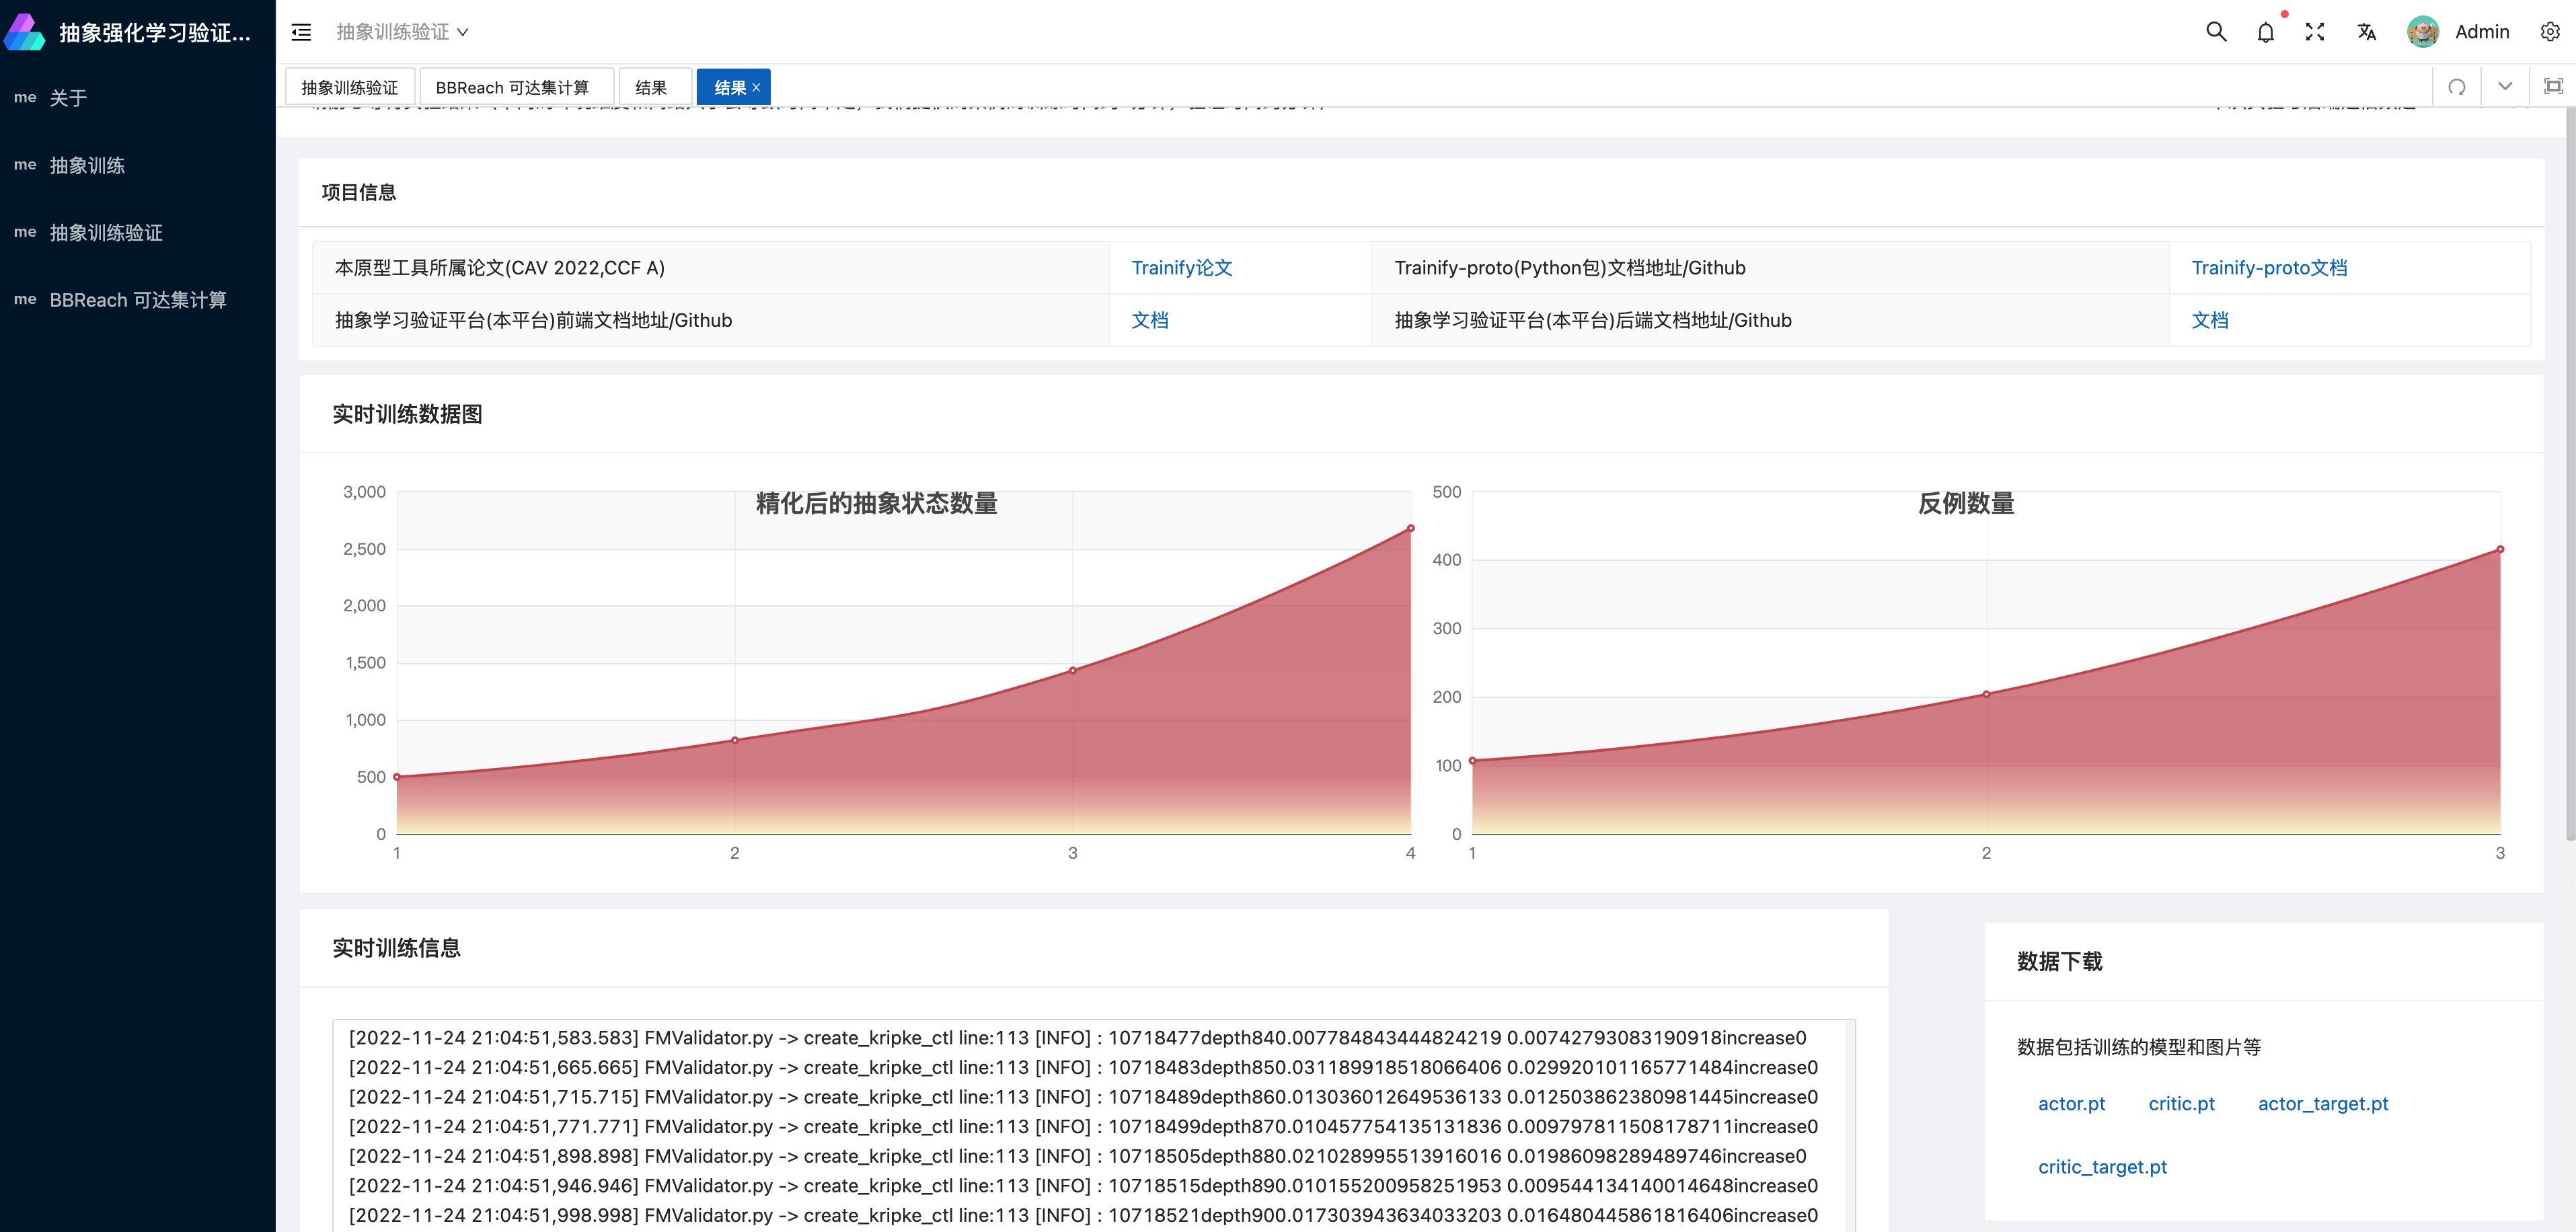 抽象强化学习验证...
me 关于
me 抽象训练
me 抽象训练验证
me BBReach 可达集计算
抽象训练验证
Admin
抽象训练验证
BBReach 可达集计算
结果
结果 ×
项目信息
本原型工具所属论文(CAV 2022,CCF A)
Trainify论文
Trainify-proto(Python包)文档地址/Github
Trainify-proto文档
抽象学习验证平台(本平台)前端文档地址/Github
文档
抽象学习验证平台(本平台)后端文档地址/Github
文档
实时训练数据图
精化后的抽象状态数量
3,000
2,500
2,000
1,500
1,000
500
0
1 2 3 4
反例数量
500
400
300
200
100
0
1 2 3
实时训练信息
[2022-11-24 21:04:51,583.583] FMValidator.py -> create_kripke_ctl line:113 [INFO] : 10718477depth840.007784843444824219 0.00742793083190918increase0
[2022-11-24 21:04:51,665.665] FMValidator.py -> create_kripke_ctl line:113 [INFO] : 10718483depth850.031189918518066406 0.029920101165771484increase0
[2022-11-24 21:04:51,715.715] FMValidator.py -> create_kripke_ctl line:113 [INFO] : 10718489depth860.013036012649536133 0.012503862380981445increase0
[2022-11-24 21:04:51,771.771] FMValidator.py -> create_kripke_ctl line:113 [INFO] : 10718499depth870.010457754135131836 0.009797811508178711increase0
[2022-11-24 21:04:51,898.898] FMValidator.py -> create_kripke_ctl line:113 [INFO] : 10718505depth880.021028995513916016 0.01986098289489746increase0
[2022-11-24 21:04:51,946.946] FMValidator.py -> create_kripke_ctl line:113 [INFO] : 10718515depth890.010155200958251953 0.009544134140014648increase0
[2022-11-24 21:04:51,998.998] FMValidator.py -> create_kripke_ctl line:113 [INFO] : 10718521depth900.017303943634033203 0.016480445861816406increase0
数据下载
数据包括训练的模型和图片等
actor.pt critic.pt actor_target.pt
critic_target.pt